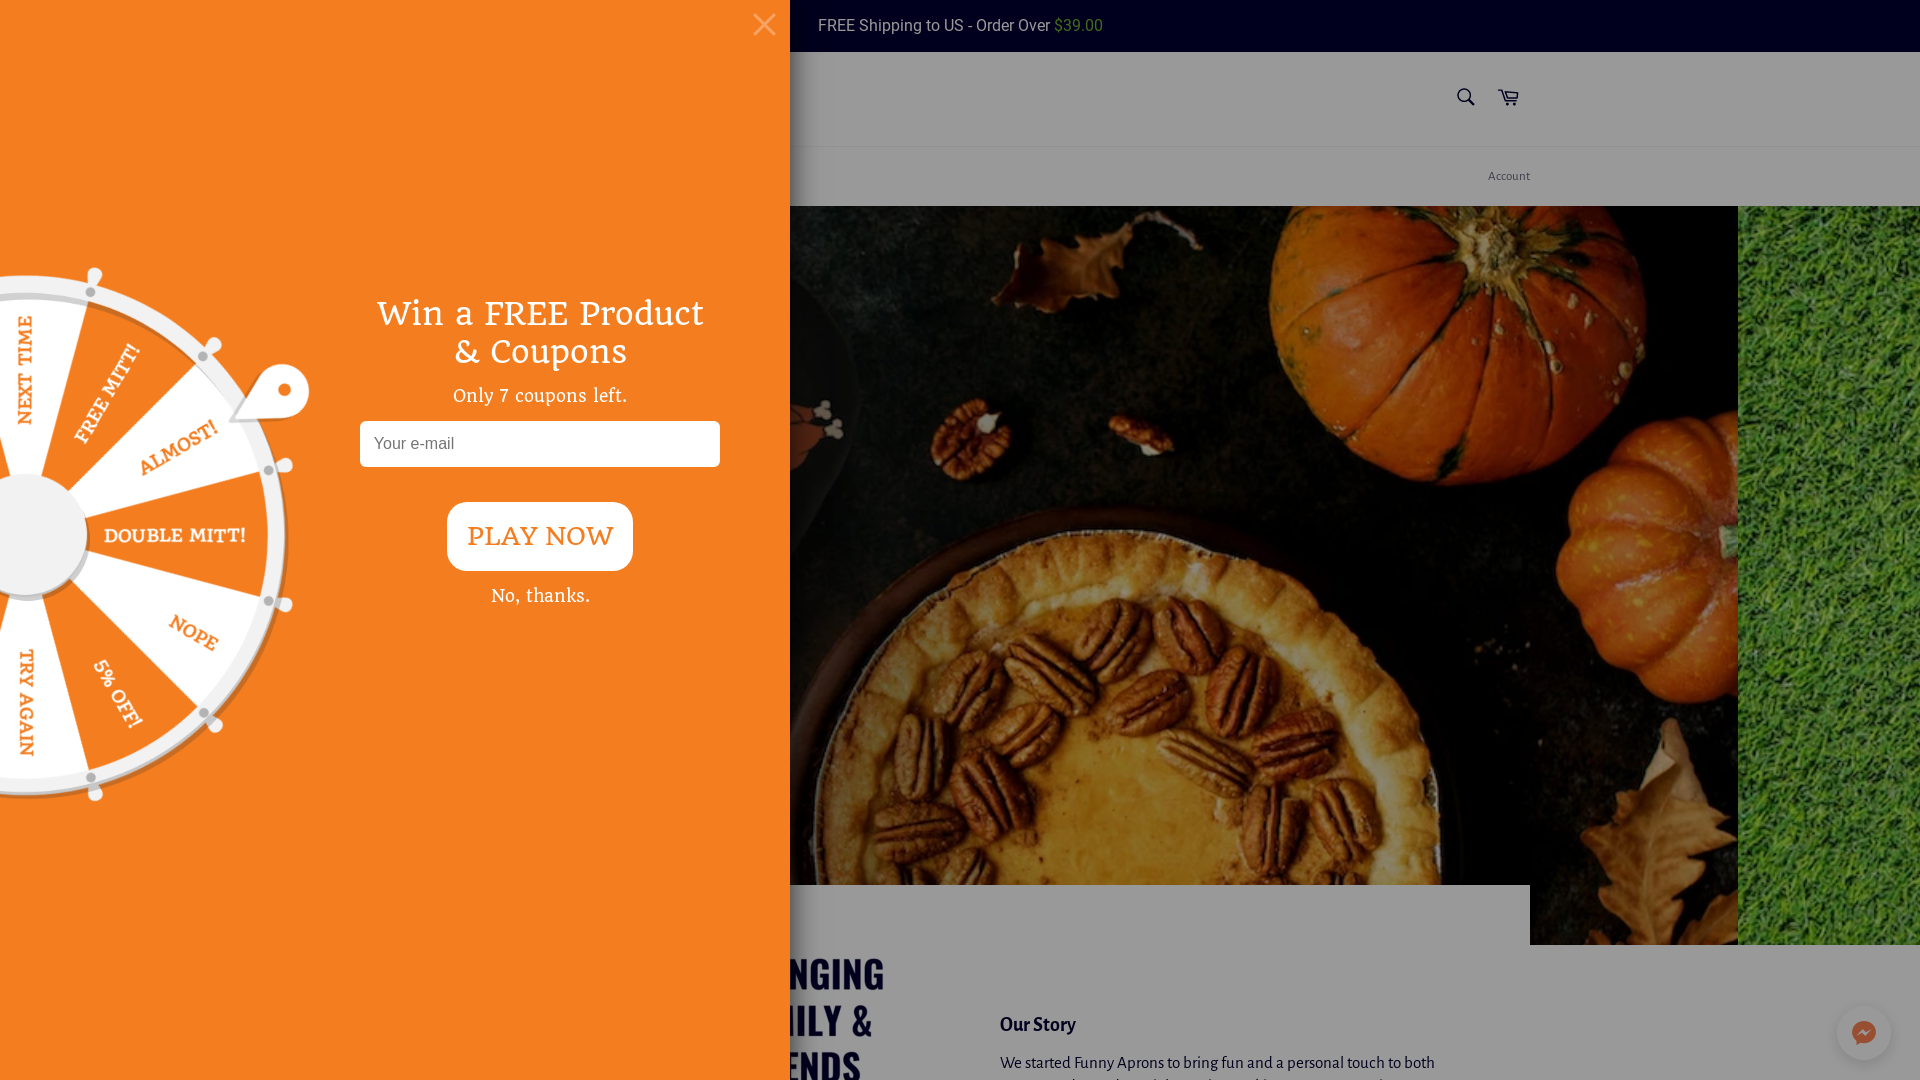 FREE Shipping to US - Order Over $39.00
Account
NEXT TIME
FREE MITT!
ALMOST!
DOUBLE MITT!
NOPE
5% OFF!
TRY AGAIN
Win a FREE Product
& Coupons
Only 7 coupons left.
Your e-mail
PLAY NOW
No, thanks.
NGING
ILY &
ENDS
Our Story
We started Funny Aprons to bring fun and a personal touch to both